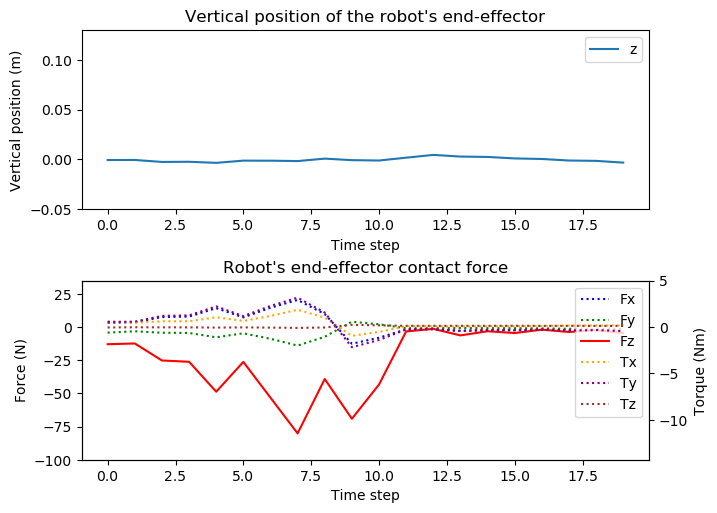 Vertical position of the robot's end-effector
Vertical position (m)
0.10
0.05
0.00
−0.05
z
0.0 2.5 5.0 7.5 10.0 12.5 15.0 17.5
Time step
Robot's end-effector contact force
Force (N)
25
0
−25
−50
−75
−100
Fx
Fy
Fz
Tx
Ty
Tz
5
0
−5
−10
Torque (Nm)
0.0 2.5 5.0 7.5 10.0 12.5 15.0 17.5
Time step